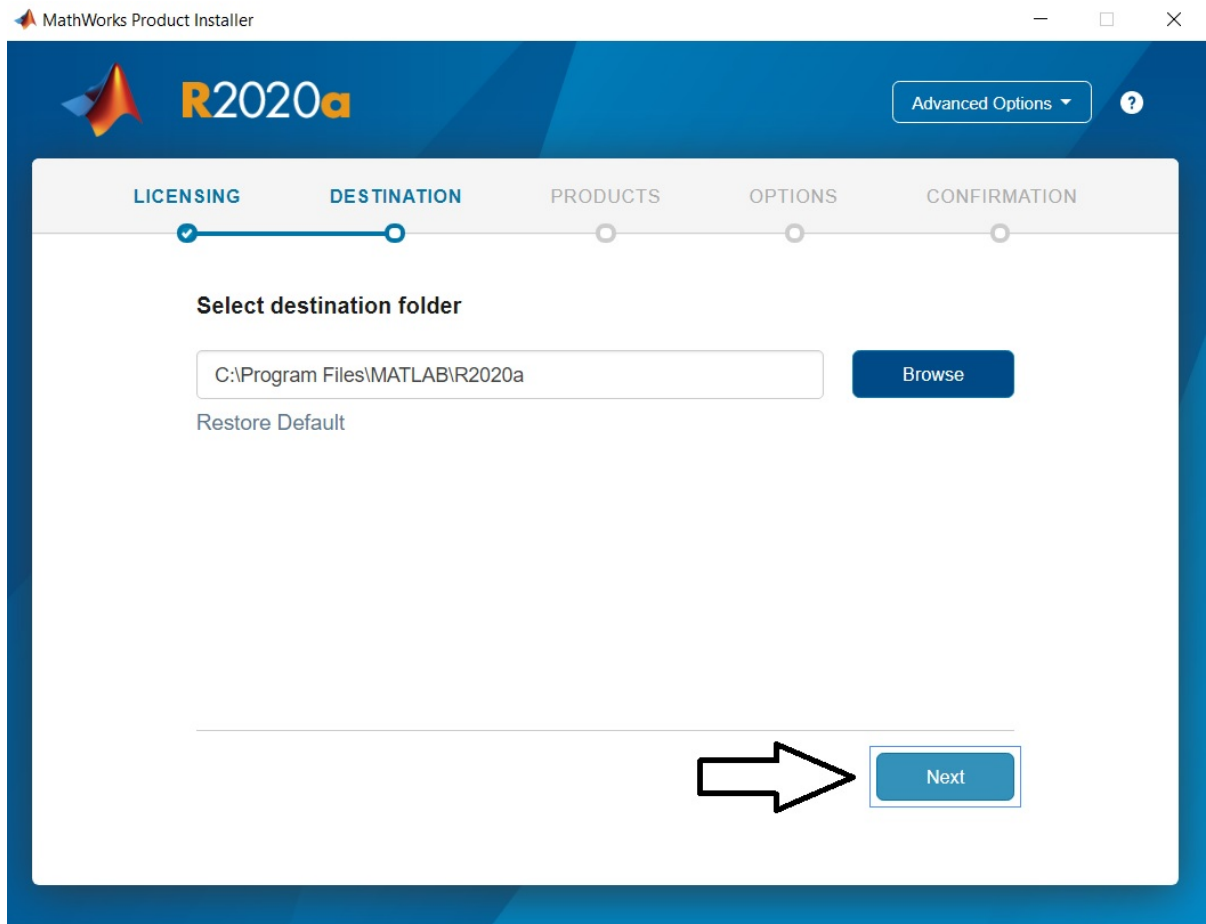 MathWorks Product Installer
R2020a
Advanced Options
?
LICENSING DESTINATION PRODUCTS OPTIONS CONFIRMATION
Select destination folder
C:\Program Files\MATLAB\R2020a Browse
Restore Default
Next